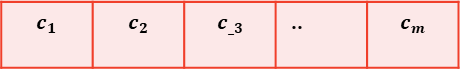 c₁ c₂ c_3 .. cₘ